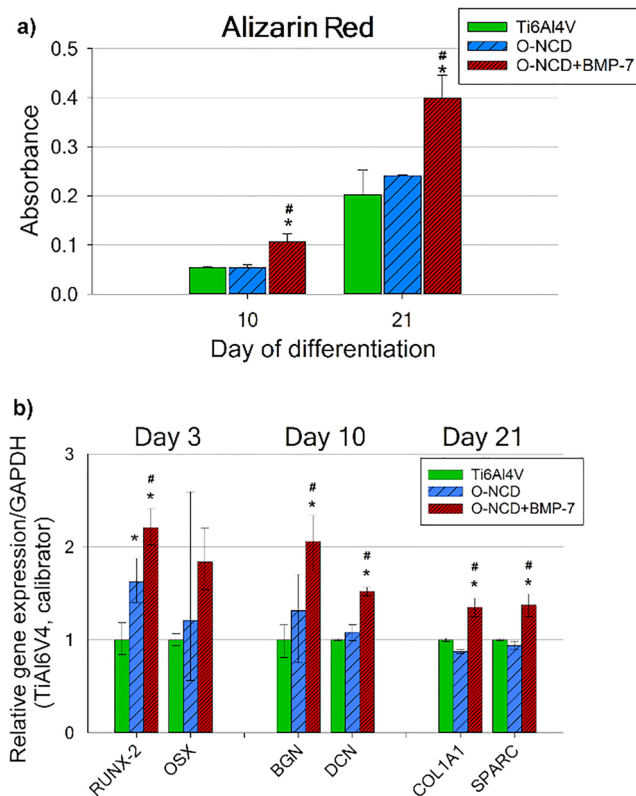 a)
Alizarin Red
Ti6Al4V
O-NCD
O-NCD+BMP-7
0.5
0.4
0.3
0.2
0.1
0.0
Absorbance
#
*
#
*
10
21
Day of differentiation
b)
Day 3
Day 10
Day 21
Ti6Al4V
O-NCD
O-NCD+BMP-7
3
2
1
0
Relative gene expression/GAPDH
(TiAl6V4, calibrator)
*
#
*
#
*
#
*
#
*
#
*
RUNX-2
OSX
BGN
DCN
COL1A1
SPARC